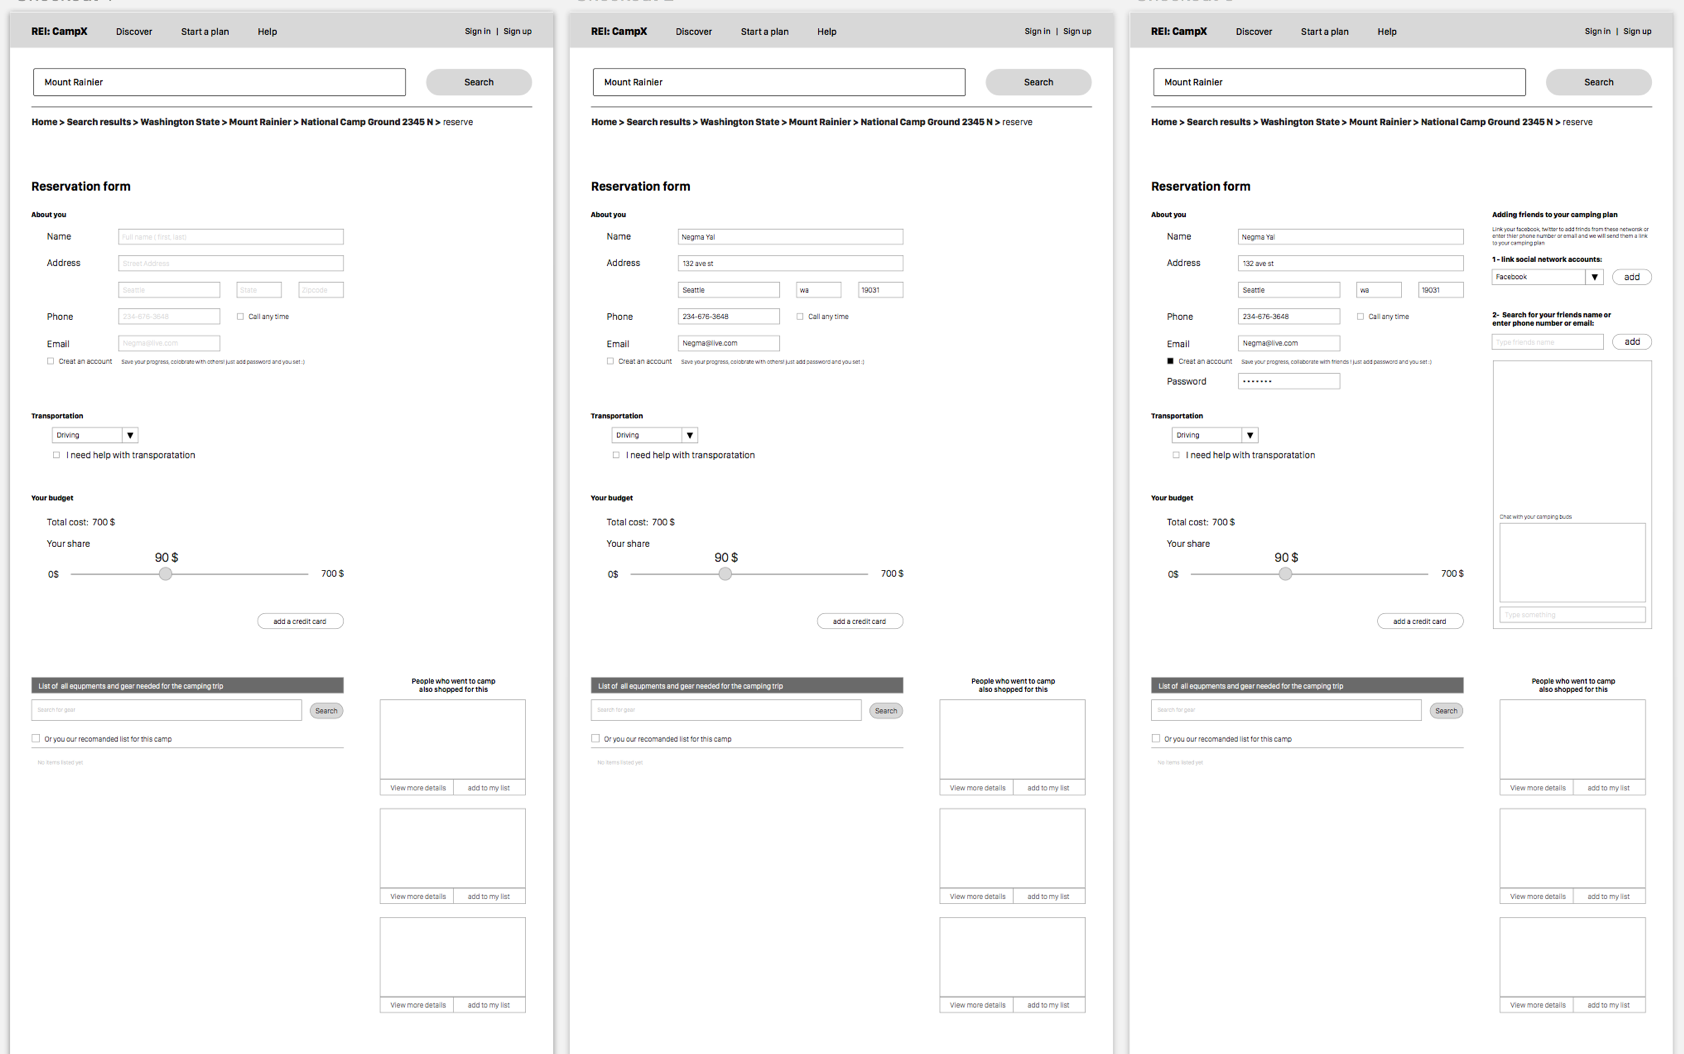 REI: CampX Discover Start a plan Help Sign in | Sign up
Mount Rainier Search
Home > Search results > Washington State > Mount Rainier > National Camp Ground 2345 N > reserve
Reservation form
About you
Name Full name ( first, last)
Address Street Address
Seattle State Zipcode
Phone 234-676-3648 Call any time
Email Negma@live.com
Creat an account Save your progress, colobrate with others! just add password and you set :)
Transportation
Driving
I need help with transporatation
Your budget
Total cost: 700 $
Your share
90 $
0$ 700 $
add a credit card
List of all equpments and gear needed for the camping trip
Search for gear Search
Or you our recomanded list for this camp
No items listed yet
People who went to camp
also shopped for this
View more details add to my list
View more details add to my list
View more details add to my list
REI: CampX Discover Start a plan Help Sign in | Sign up
Mount Rainier Search
Home > Search results > Washington State > Mount Rainier > National Camp Ground 2345 N > reserve
Reservation form
About you
Name Negma Yal
Address 132 ave st
Seattle wa 19031
Phone 234-676-3648 Call any time
Email Negma@live.com
Creat an account Save your progress, colobrate with others! just add password and you set :)
Transportation
Driving
I need help with transporatation
Your budget
Total cost: 700 $
Your share
90 $
0$ 700 $
add a credit card
List of all equpments and gear needed for the camping trip
Search for gear Search
Or you our recomanded list for this camp
No items listed yet
People who went to camp
also shopped for this
View more details add to my list
View more details add to my list
View more details add to my list
REI: CampX Discover Start a plan Help Sign in | Sign up
Mount Rainier Search
Home > Search results > Washington State > Mount Rainier > National Camp Ground 2345 N > reserve
Reservation form
About you
Name Negma Yal
Address 132 ave st
Seattle wa 19031
Phone 234-676-3648 Call any time
Email Negma@live.com
Creat an account Save your progress, collaborate with friends ! just add password and you set :)
Password •••••••
Transportation
Driving
I need help with transporatation
Your budget
Total cost: 700 $
Your share
90 $
0$ 700 $
add a credit card
Adding friends to your camping plan
Link your facebook, twitter to add frinds from these network or
enter thier phone number or email and we will send them a link
to your camping plan
1 - link social network accounts:
Facebook add
2- Search for your friends name or
enter phone number or email:
Type friends name add
Chat with your camping buds
Type something
List of all equpments and gear needed for the camping trip
Search for gear Search
Or you our recomanded list for this camp
No items listed yet
People who went to camp
also shopped for this
View more details add to my list
View more details add to my list
View more details add to my list